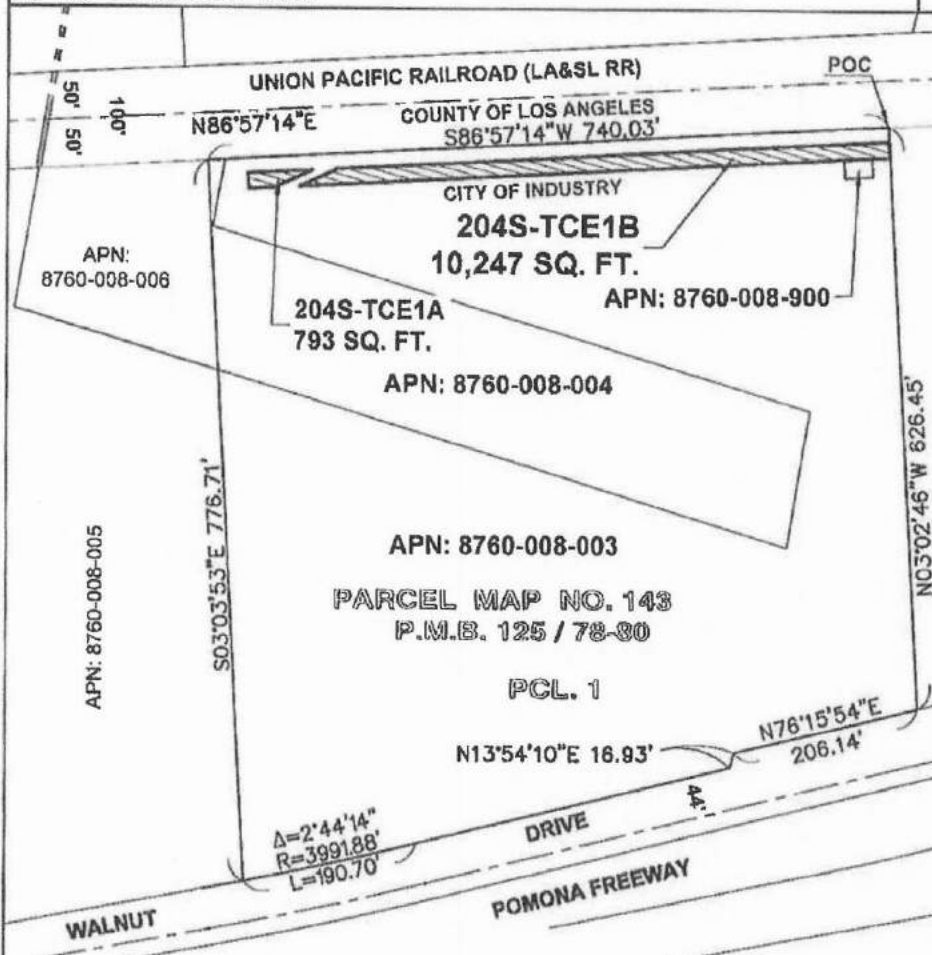 UNION PACIFIC RAILROAD (LA&SL RR)
POC
50'
100'
50'
N86°57'14"E
COUNTY OF LOS ANGELES
S86°57'14"W 740.03'
CITY OF INDUSTRY
204S-TCE1B
10,247 SQ. FT.
APN:
8760-008-006
APN: 8760-008-900
204S-TCE1A
793 SQ. FT.
APN: 8760-008-004
S03°03'53"E 776.71'
N03°02'46"W 626.45'
APN: 8760-008-005
APN: 8760-008-003
PARCEL MAP NO. 143
P.M.B. 125 / 78-80
PCL. 1
N13°54'10"E 16.93'
N76°15'54"E
206.14'
44'
Δ=2°44'14"
R=3991.88'
L=190.70'
WALNUT DRIVE
POMONA FREEWAY